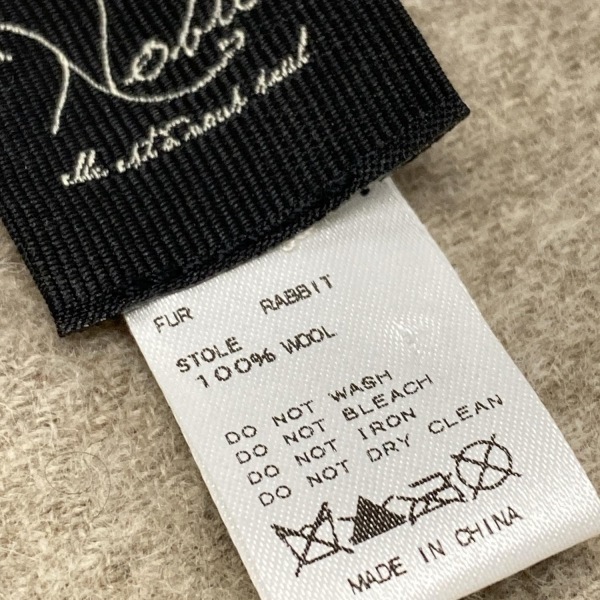 FUR RABBIT
STOLE
100% WOOL
DO NOT WASH
DO NOT BLEACH
DO NOT IRON
DO NOT DRY CLEAN
MADE IN CHINA